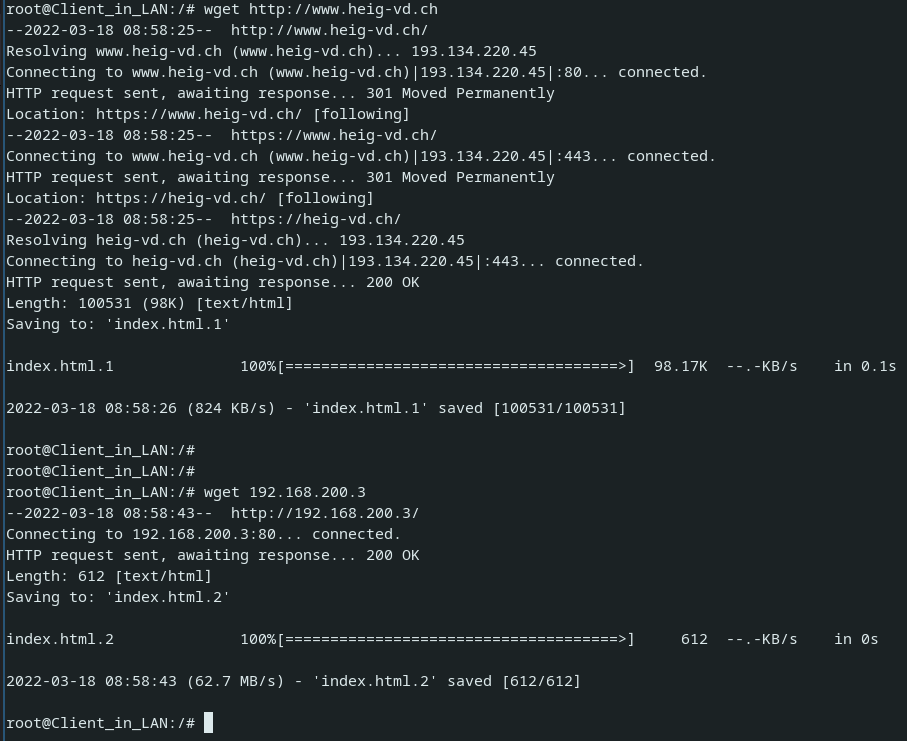 root@Client_in_LAN:/# wget http://www.heig-vd.ch
--2022-03-18 08:58:25--  http://www.heig-vd.ch/
Resolving www.heig-vd.ch (www.heig-vd.ch)... 193.134.220.45
Connecting to www.heig-vd.ch (www.heig-vd.ch)|193.134.220.45|:80... connected.
HTTP request sent, awaiting response... 301 Moved Permanently
Location: https://www.heig-vd.ch/ [following]
--2022-03-18 08:58:25--  https://www.heig-vd.ch/
Connecting to www.heig-vd.ch (www.heig-vd.ch)|193.134.220.45|:443... connected.
HTTP request sent, awaiting response... 301 Moved Permanently
Location: https://heig-vd.ch/ [following]
--2022-03-18 08:58:25--  https://heig-vd.ch/
Resolving heig-vd.ch (heig-vd.ch)... 193.134.220.45
Connecting to heig-vd.ch (heig-vd.ch)|193.134.220.45|:443... connected.
HTTP request sent, awaiting response... 200 OK
Length: 100531 (98K) [text/html]
Saving to: 'index.html.1'
index.html.1              100%[=====================================>]  98.17K  --.-KB/s    in 0.1s
2022-03-18 08:58:26 (824 KB/s) - 'index.html.1' saved [100531/100531]
root@Client_in_LAN:/#
root@Client_in_LAN:/#
root@Client_in_LAN:/# wget 192.168.200.3
--2022-03-18 08:58:43--  http://192.168.200.3/
Connecting to 192.168.200.3:80... connected.
HTTP request sent, awaiting response... 200 OK
Length: 612 [text/html]
Saving to: 'index.html.2'
index.html.2              100%[=====================================>]     612  --.-KB/s    in 0s
2022-03-18 08:58:43 (62.7 MB/s) - 'index.html.2' saved [612/612]
root@Client_in_LAN:/#